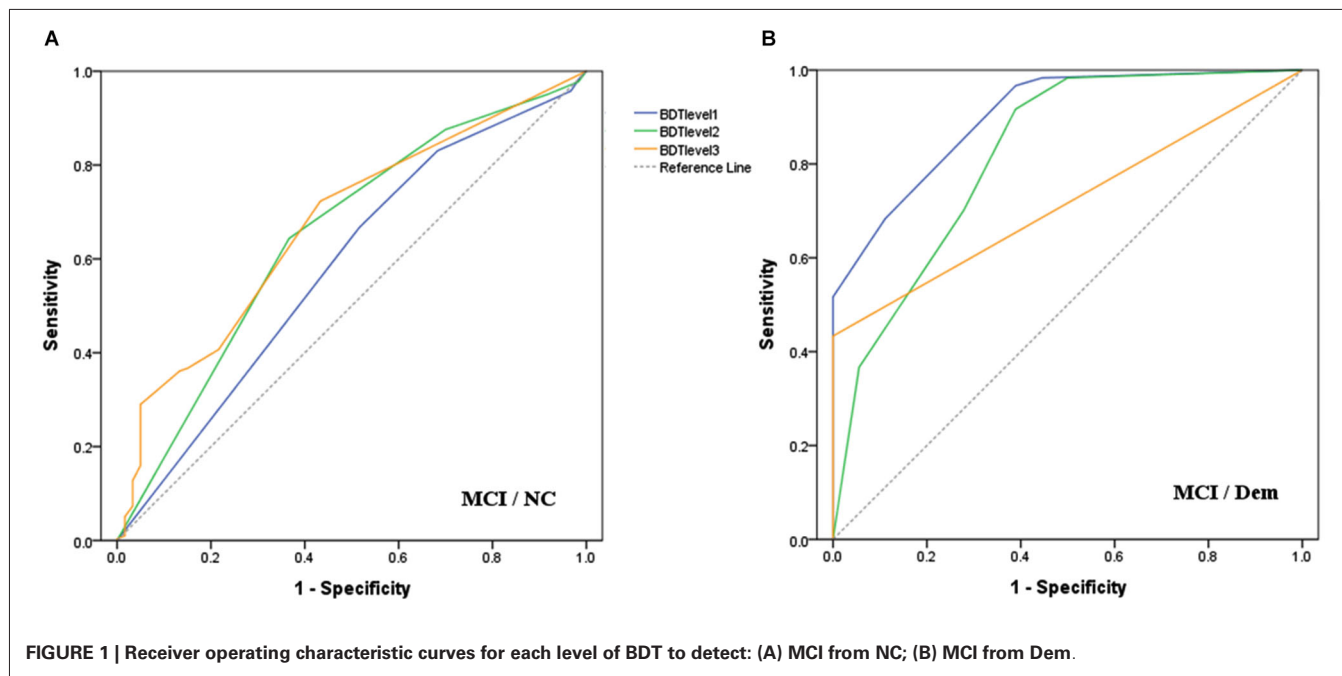 A
1.0
0.8
0.6
0.4
0.2
0.0
Sensitivity
0.0 0.2 0.4 0.6 0.8 1.0
1 - Specificity
MCI / NC
BDTlevel1
BDTlevel2
BDTlevel3
Reference Line
B
1.0
0.8
0.6
0.4
0.2
0.0
Sensitivity
0.0 0.2 0.4 0.6 0.8 1.0
1 - Specificity
MCI / Dem
FIGURE 1 | Receiver operating characteristic curves for each level of BDT to detect: (A) MCI from NC; (B) MCI from Dem.